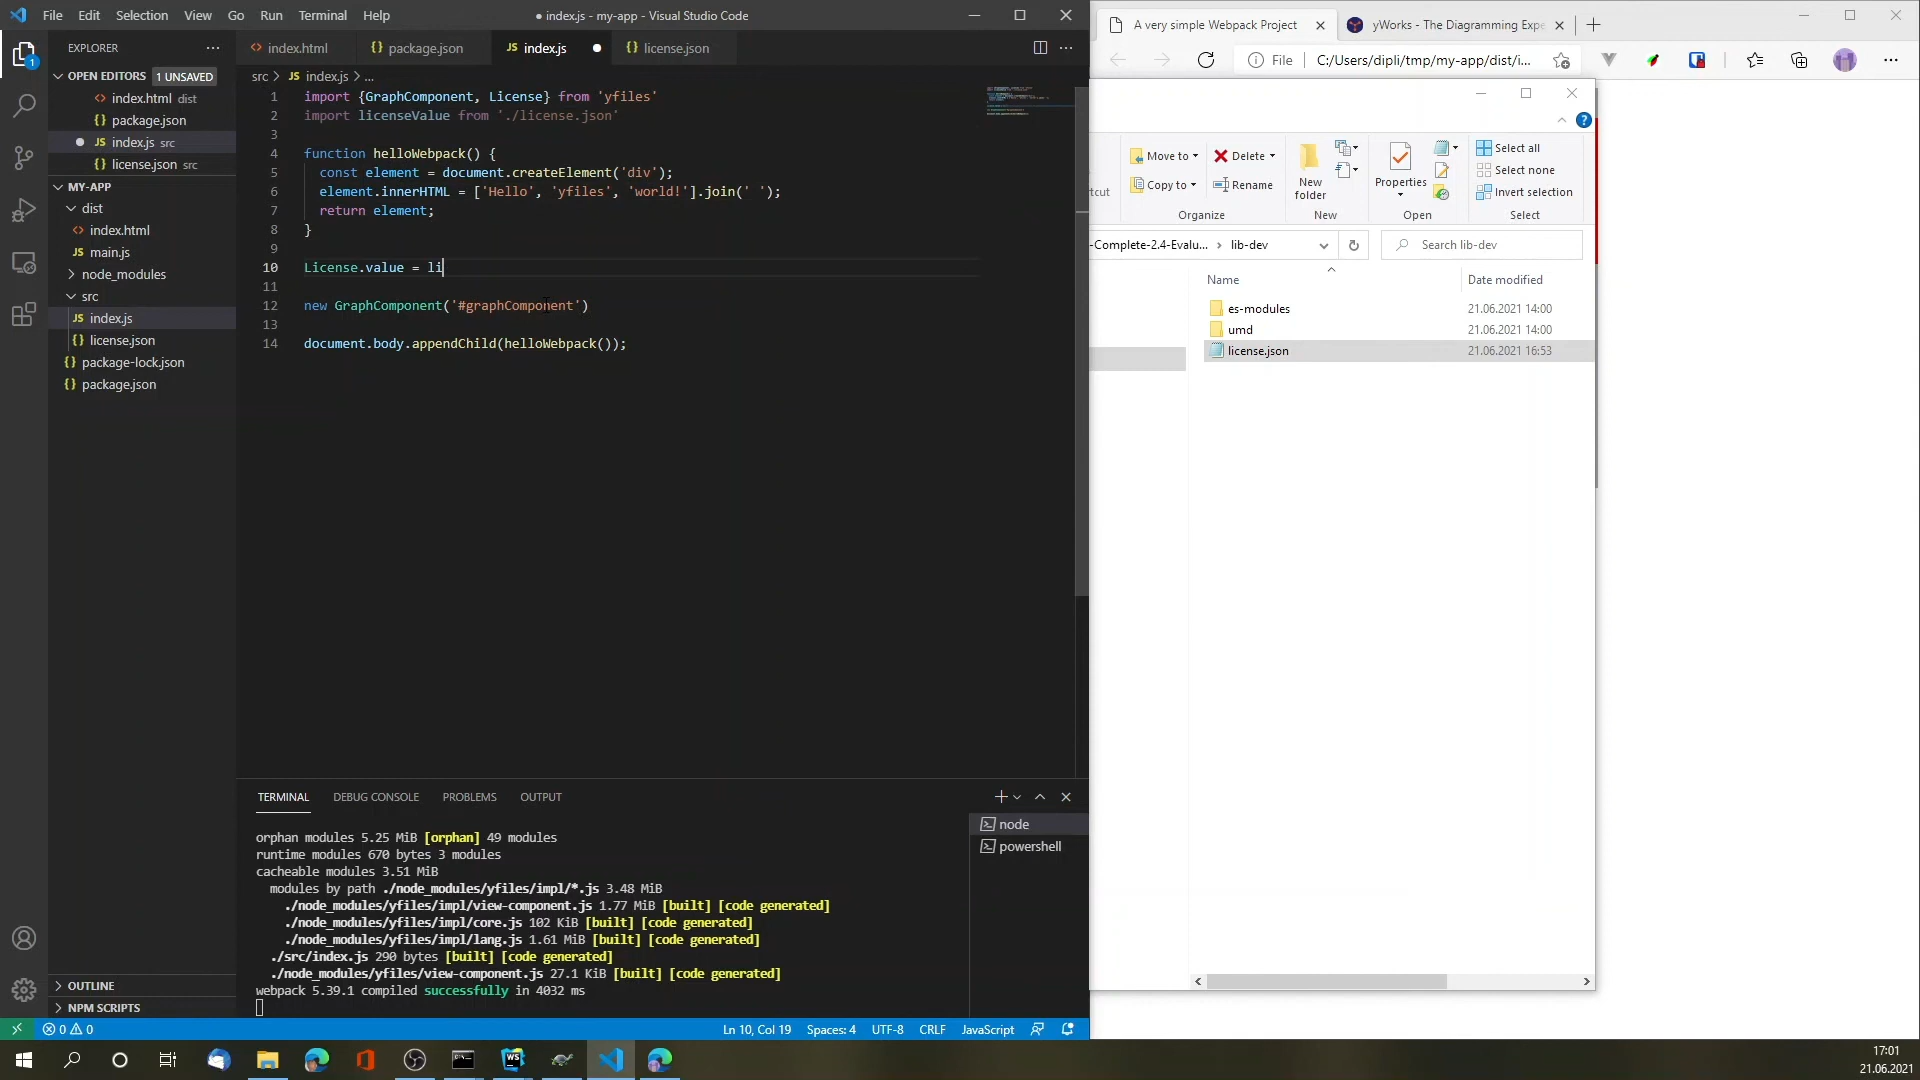 File Edit Selection View Go Run Terminal Help
● index.js - my-app - Visual Studio Code
EXPLORER
OPEN EDITORS 1 UNSAVED
index.html dist
package.json
index.js src
license.json src
MY-APP
dist
index.html
main.js
node_modules
src
index.js
license.json
package-lock.json
package.json
OUTLINE
NPM SCRIPTS
index.html
package.json
index.js
license.json
src > JS index.js > ...
1 import {GraphComponent, License} from 'yfiles'
2 import licenseValue from './license.json'
3
4 function helloWebpack() {
5 const element = document.createElement('div');
6 element.innerHTML = ['Hello', 'yfiles', 'world!'].join(' ');
7 return element;
8 }
9
10 License.value = li
11
12 new GraphComponent('#graphComponent')
13
14 document.body.appendChild(helloWebpack());
TERMINAL DEBUG CONSOLE PROBLEMS OUTPUT
orphan modules 5.25 MiB [orphan] 49 modules
runtime modules 670 bytes 3 modules
cacheable modules 3.51 MiB
modules by path ./node_modules/yfiles/impl/*.js 3.48 MiB
./node_modules/yfiles/impl/view-component.js 1.77 MiB [built] [code generated]
./node_modules/yfiles/impl/core.js 102 KiB [built] [code generated]
./node_modules/yfiles/impl/lang.js 1.61 MiB [built] [code generated]
./src/index.js 290 bytes [built] [code generated]
./node_modules/yfiles/view-component.js 27.1 KiB [built] [code generated]
webpack 5.39.1 compiled successfully in 4032 ms
node
powershell
0 0
Ln 10, Col 19 Spaces: 4 UTF-8 CRLF JavaScript
A very simple Webpack Project
yWorks - The Diagramming Expe
File C:/Users/dipli/tmp/my-app/dist/i...
Move to Delete
Copy to Rename
New folder
Properties
Select all
Select none
Invert selection
Organize New Open Select
-Complete-2.4-Evalu... > lib-dev
Search lib-dev
Name Date modified
es-modules 21.06.2021 14:00
umd 21.06.2021 14:00
license.json 21.06.2021 16:53
17:01
21.06.2021